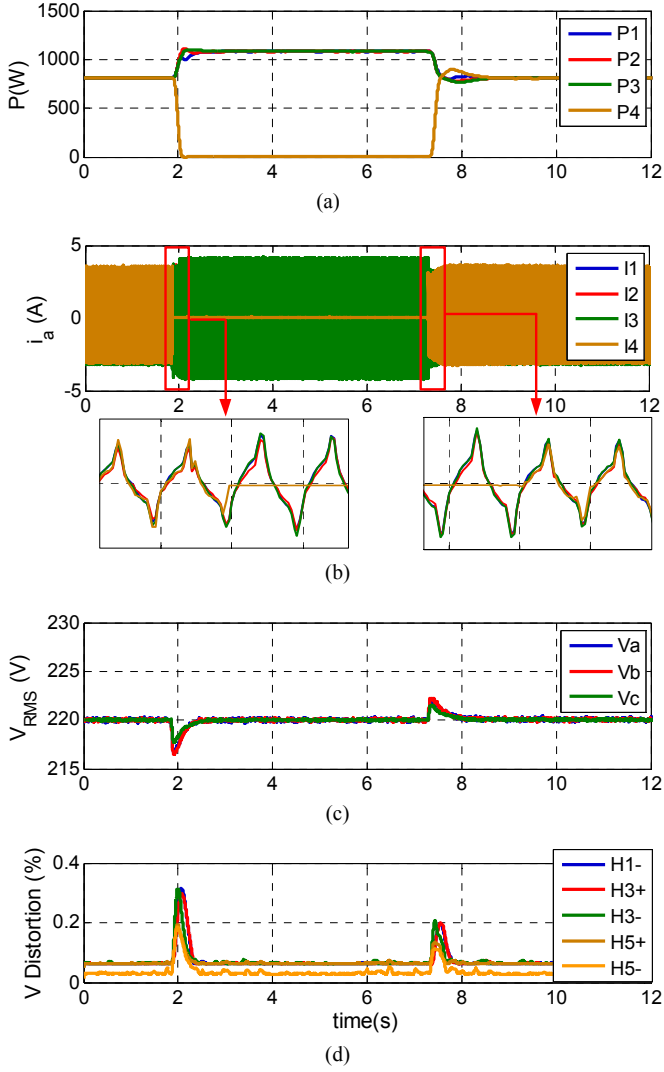 1500
1000
500
0
P(W)
P1
P2
P3
P4
0 2 4 6 8 10 12
(a)
5
0
-5
i_a (A)
I1
I2
I3
I4
0 2 4 6 8 10 12
(b)
230
225
220
215
V_RMS (V)
Va
Vb
Vc
0 2 4 6 8 10 12
(c)
0.4
0.2
0
V Distortion (%)
H1-
H3+
H3-
H5+
H5-
0 2 4 6 8 10 12
time(s)
(d)